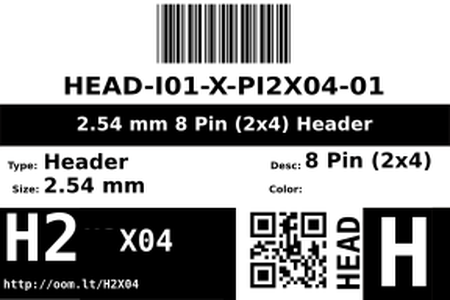 HEAD-I01-X-PI2X04-01
2.54 mm 8 Pin (2x4) Header
Type: Header
Desc: 8 Pin (2x4)
Size: 2.54 mm
Color:
H2 X04
http://oom.lt/H2X04
HEAD
H